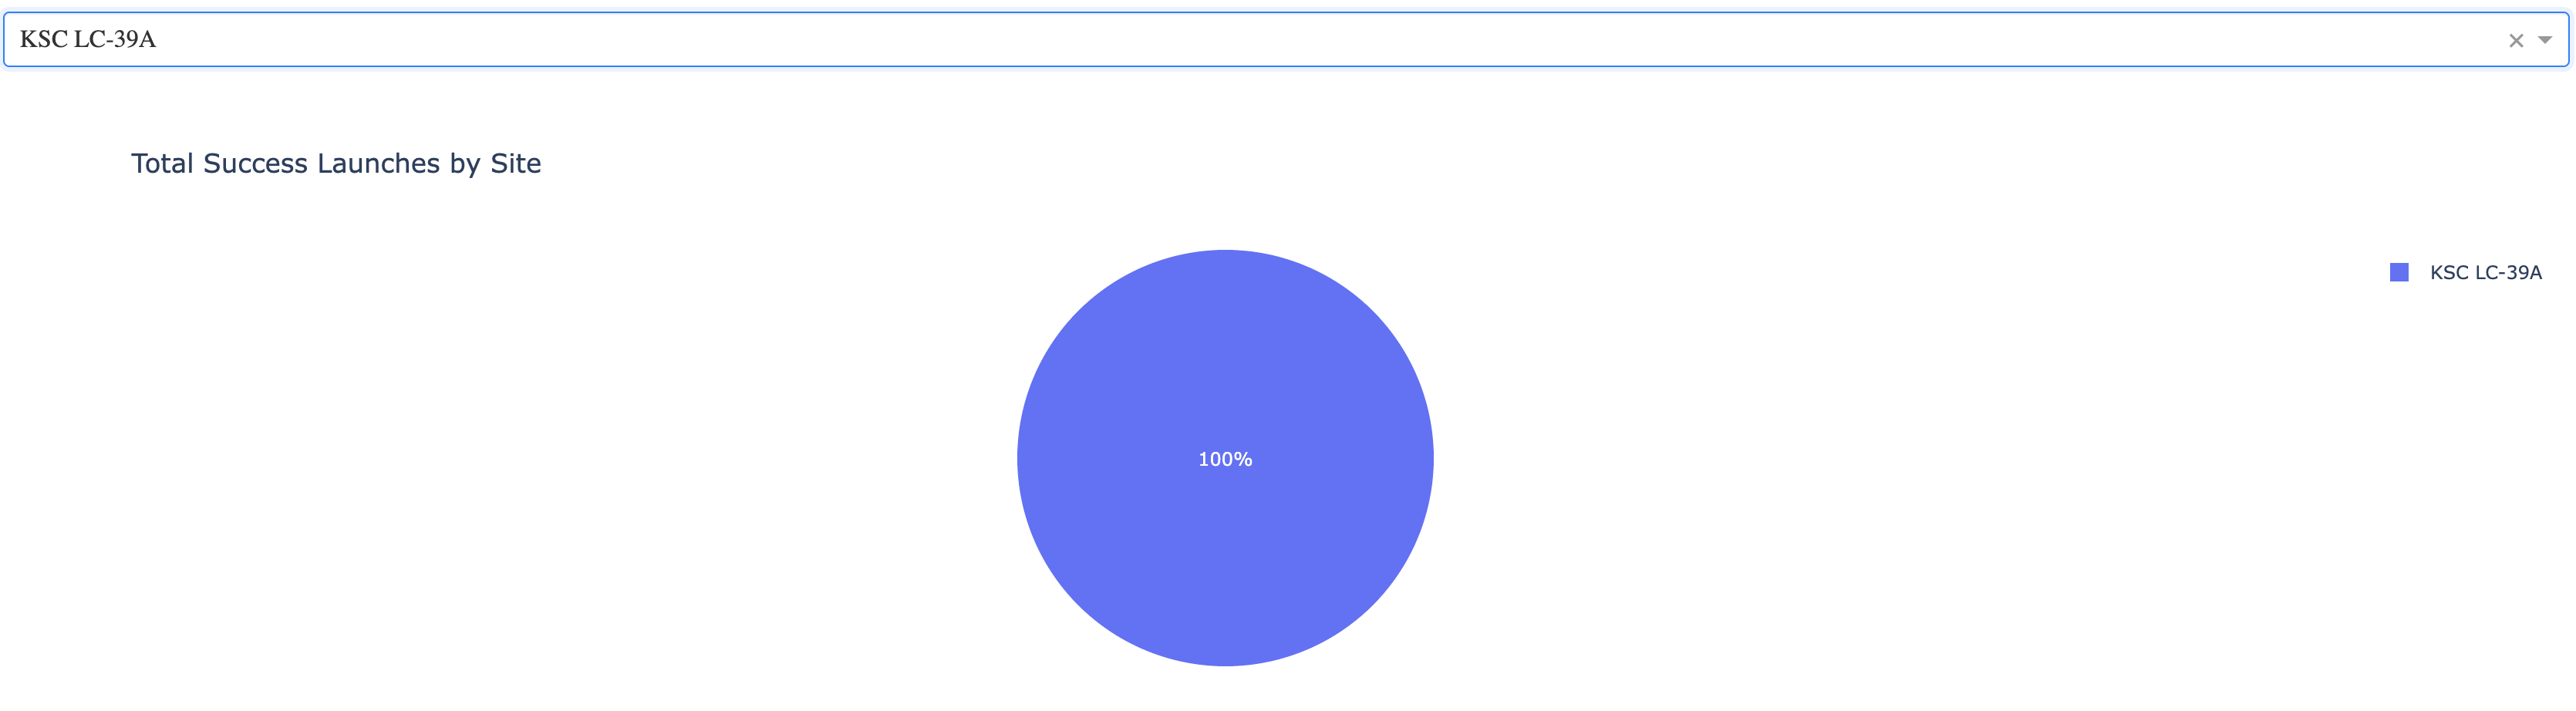 KSC LC-39A
Total Success Launches by Site
KSC LC-39A
100%